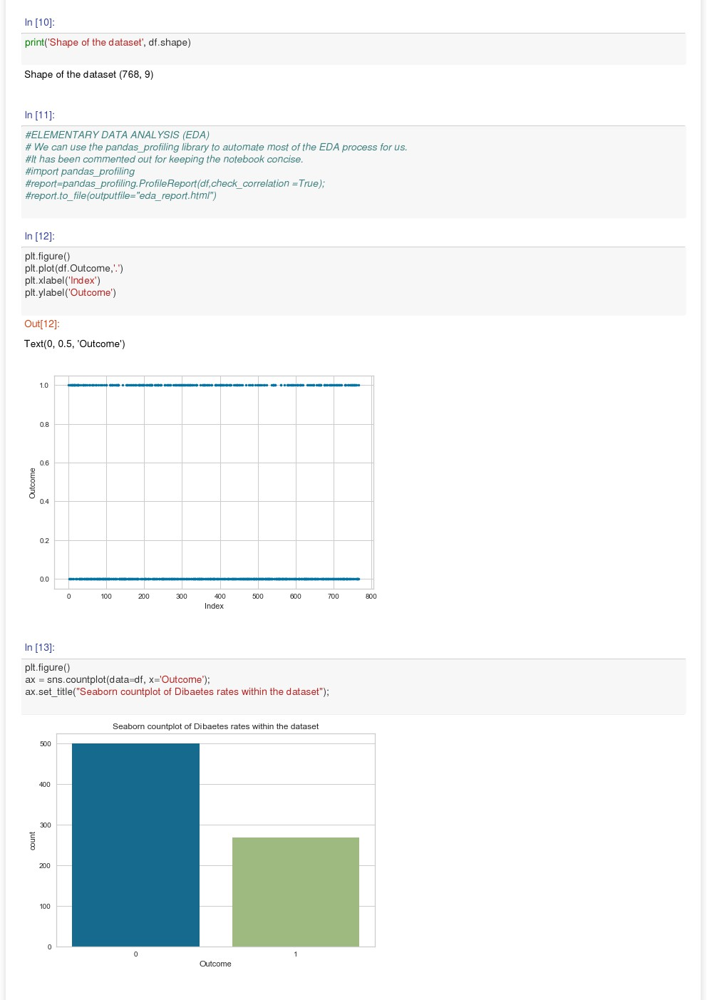 In [10]:
print('Shape of the dataset', df.shape)
Shape of the dataset (768, 9)
In [11]:
#ELEMENTARY DATA ANALYSIS (EDA)
# We can use the pandas_profiling library to automate most of the EDA process for us.
#It has been commented out for keeping the notebook concise.
#import pandas_profiling
#report=pandas_profiling.ProfileReport(df,check_correlation =True);
#report.to_file(outputfile="eda_report.html")
In [12]:
plt.figure()
plt.plot(df.Outcome,'.')
plt.xlabel('Index')
plt.ylabel('Outcome')
Out[12]:
Text(0, 0.5, 'Outcome')
1.0
0.8
0.6
0.4
0.2
0.0
Outcome
0 100 200 300 400 500 600 700 800
Index
In [13]:
plt.figure()
ax = sns.countplot(data=df, x='Outcome');
ax.set_title("Seaborn countplot of Dibaetes rates within the dataset");
Seaborn countplot of Dibaetes rates within the dataset
500
400
300
200
100
0
count
0 1
Outcome